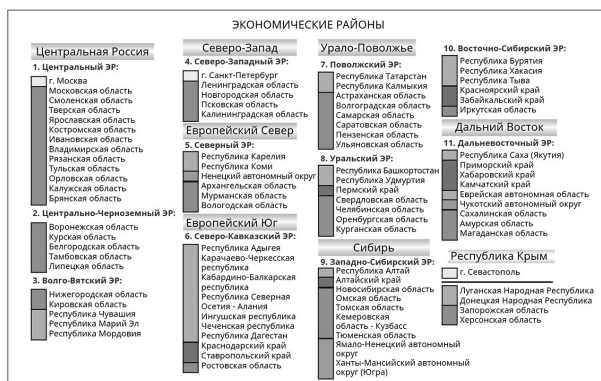 ЭКОНОМИЧЕСКИЕ РАЙОНЫ
Центральная Россия
1. Центральный ЭР:
г. Москва
Московская область
Смоленская область
Тверская область
Ярославская область
Костромская область
Ивановская область
Владимирская область
Рязанская область
Тульская область
Орловская область
Калужская область
Брянская область
2. Центрально-Черноземный ЭР:
Воронежская область
Курская область
Белгородская область
Тамбовская область
Липецкая область
3. Волго-Вятский ЭР:
Нижегородская область
Кировская область
Республика Чувашия
Республика Марий Эл
Республика Мордовия
Северо-Запад
4. Северо-Западный ЭР:
г. Санкт-Петербург
Ленинградская область
Новгородская область
Псковская область
Калининградская область
Европейский Север
5. Северный ЭР:
Республика Карелия
Республика Коми
Ненецкий автономный округ
Архангельская область
Мурманская область
Вологодская область
Европейский Юг
6. Северо-Кавказский ЭР:
Республика Адыгея
Карачаево-Черкесская
республика
Кабардино-Балкарская
республика
Республика Северная
Осетия - Алания
Ингушская республика
Чеченская республика
Республика Дагестан
Краснодарский край
Ставропольский край
Ростовская область
Урало-Поволжье
7. Поволжский ЭР:
Республика Татарстан
Республика Калмыкия
Астраханская область
Волгоградская область
Самарская область
Саратовская область
Пензенская область
Ульяновская область
8. Уральский ЭР:
Республика Башкортостан
Республика Удмуртия
Пермский край
Свердловская область
Челябинская область
Оренбургская область
Курганская область
Сибирь
9. Западно-Сибирский ЭР:
Республика Алтай
Алтайский край
Новосибирская область
Омская область
Томская область
Кемеровская
область - Кузбасс
Тюменская область
Ямало-Ненецкий автономный
округ
Ханты-Мансийский автономный
округ (Югра)
10. Восточно-Сибирский ЭР:
Республика Бурятия
Республика Хакасия
Республика Тыва
Красноярский край
Забайкальский край
Иркутская область
Дальний Восток
11. Дальневосточный ЭР:
Республика Саха (Якутия)
Приморский край
Хабаровский край
Камчатский край
Еврейская автономная область
Чукотский автономный округ
Сахалинская область
Амурская область
Магаданская область
Республика Крым
г. Севастополь
Луганская Народная Республика
Донецкая Народная Республика
Запорожская область
Херсонская область